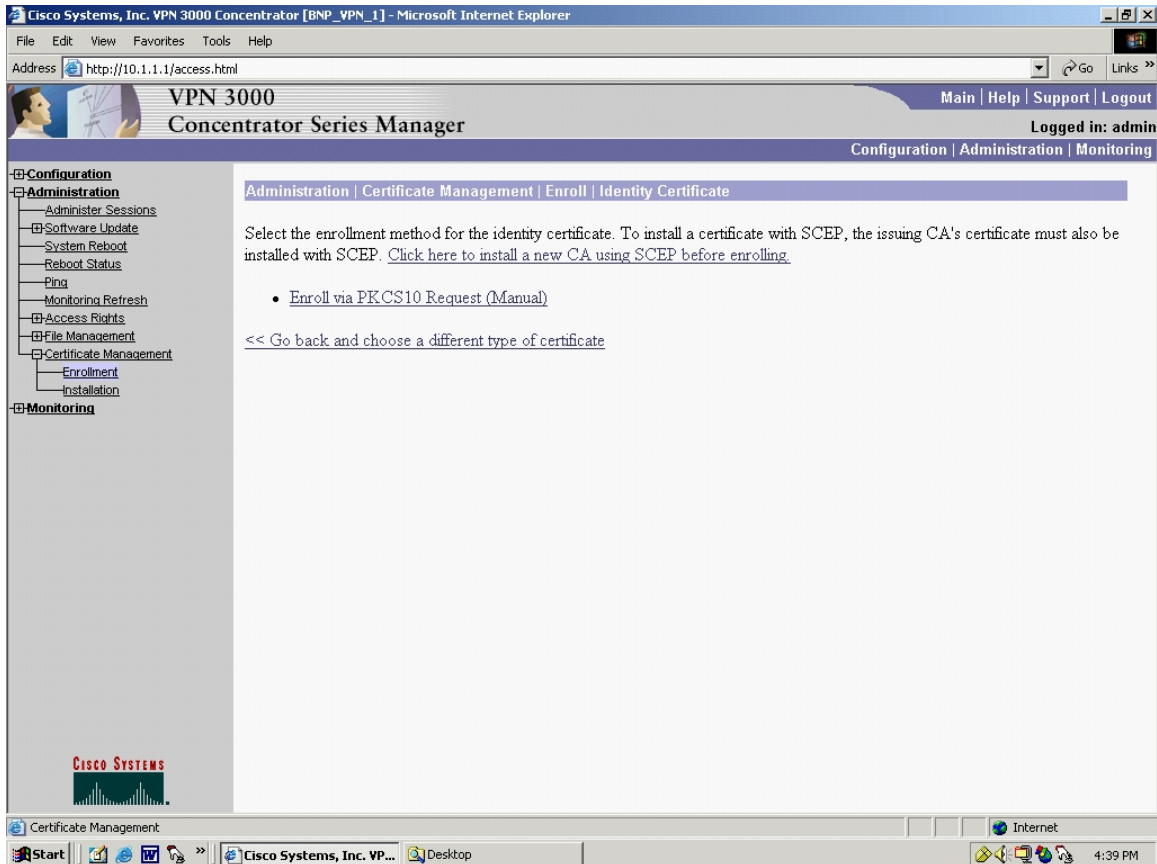 Cisco Systems, Inc. VPN 3000 Concentrator [BNP_VPN_1] - Microsoft Internet Explorer
File Edit View Favorites Tools Help
Address http://10.1.1.1/access.html Go Links »
VPN 3000
Concentrator Series Manager
Main | Help | Support | Logout
Logged in: admin
Configuration | Administration | Monitoring
Configuration
Administration
Administer Sessions
Software Update
System Reboot
Reboot Status
Ping
Monitoring Refresh
Access Rights
File Management
Certificate Management
Enrollment
Installation
Monitoring
Administration | Certificate Management | Enroll | Identity Certificate
Select the enrollment method for the identity certificate. To install a certificate with SCEP, the issuing CA's certificate must also be
installed with SCEP. Click here to install a new CA using SCEP before enrolling.
• Enroll via PKCS10 Request (Manual)
<< Go back and choose a different type of certificate
CISCO SYSTEMS
Certificate Management Internet
Start » Cisco Systems, Inc. VP... Desktop 4:39 PM